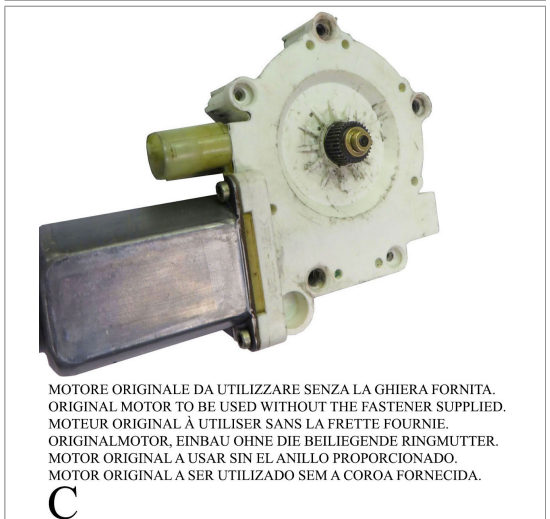 MOTORE ORIGINALE DA UTILIZZARE SENZA LA GHIERA FORNITA.
ORIGINAL MOTOR TO BE USED WITHOUT THE FASTENER SUPPLIED.
MOTEUR ORIGINAL À UTILISER SANS LA FRETTE FOURNIE.
ORIGINALMOTOR, EINBAU OHNE DIE BEILIEGENDE RINGMUTTER.
MOTOR ORIGINAL A USAR SIN EL ANILLO PROPORCIONADO.
MOTOR ORIGINAL A SER UTILIZADO SEM A COROA FORNECIDA.
C